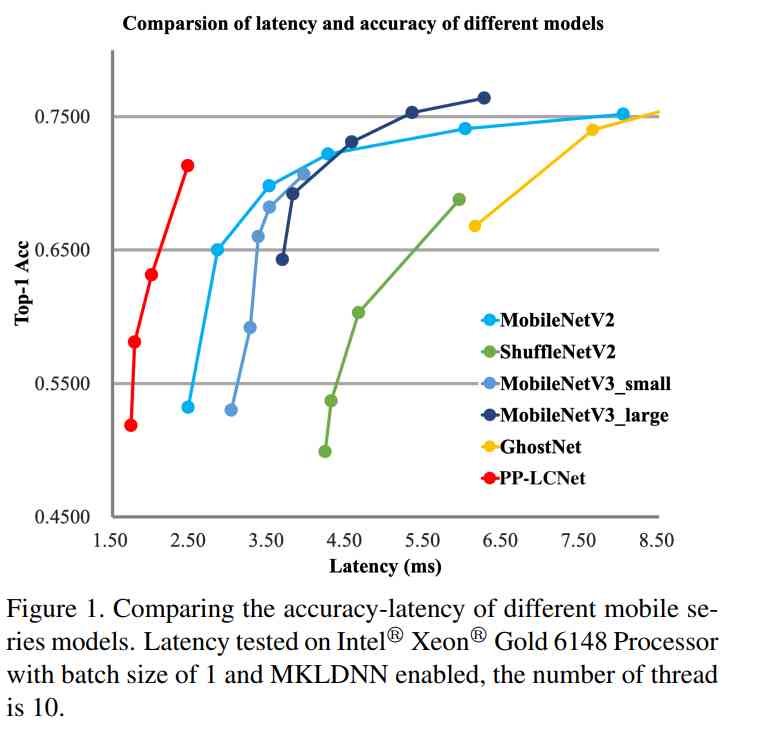 Comparsion of latency and accuracy of different models
0.7500
0.6500
0.5500
0.4500
Top-1 Acc
MobileNetV2
ShuffleNetV2
MobileNetV3_small
MobileNetV3_large
GhostNet
PP-LCNet
1.50 2.50 3.50 4.50 5.50 6.50 7.50 8.50
Latency (ms)
Figure 1. Comparing the accuracy-latency of different mobile se-
ries models. Latency tested on Intel® Xeon® Gold 6148 Processor
with batch size of 1 and MKLDNN enabled, the number of thread
is 10.